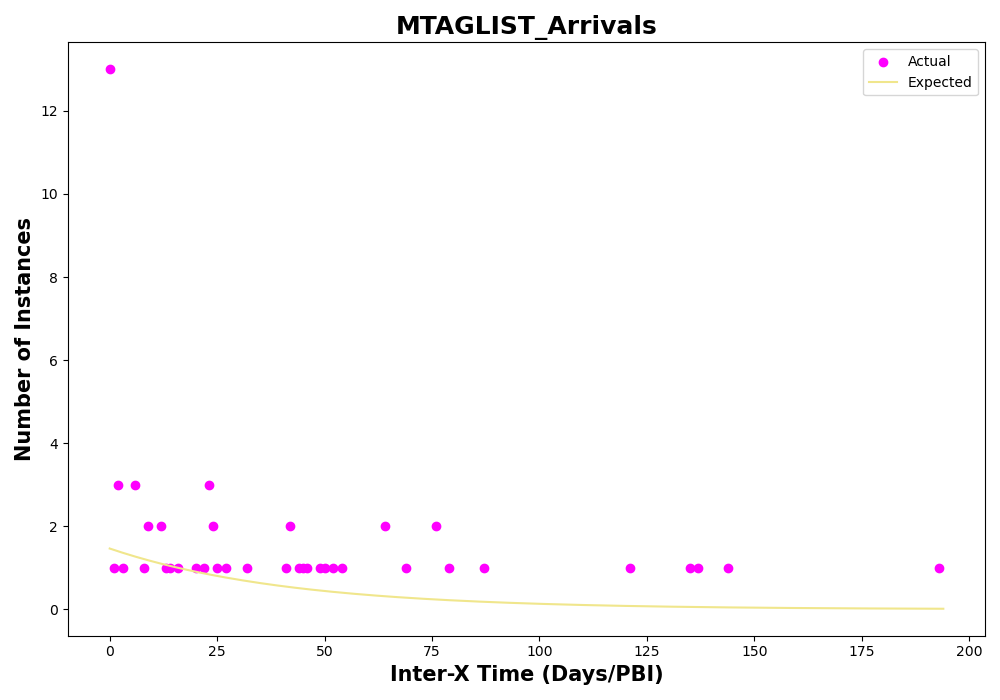 MTAGLIST_Arrivals
Actual
Expected
Number of Instances
12
10
8
6
4
2
0
0 25 50 75 100 125 150 175 200
Inter-X Time (Days/PBI)